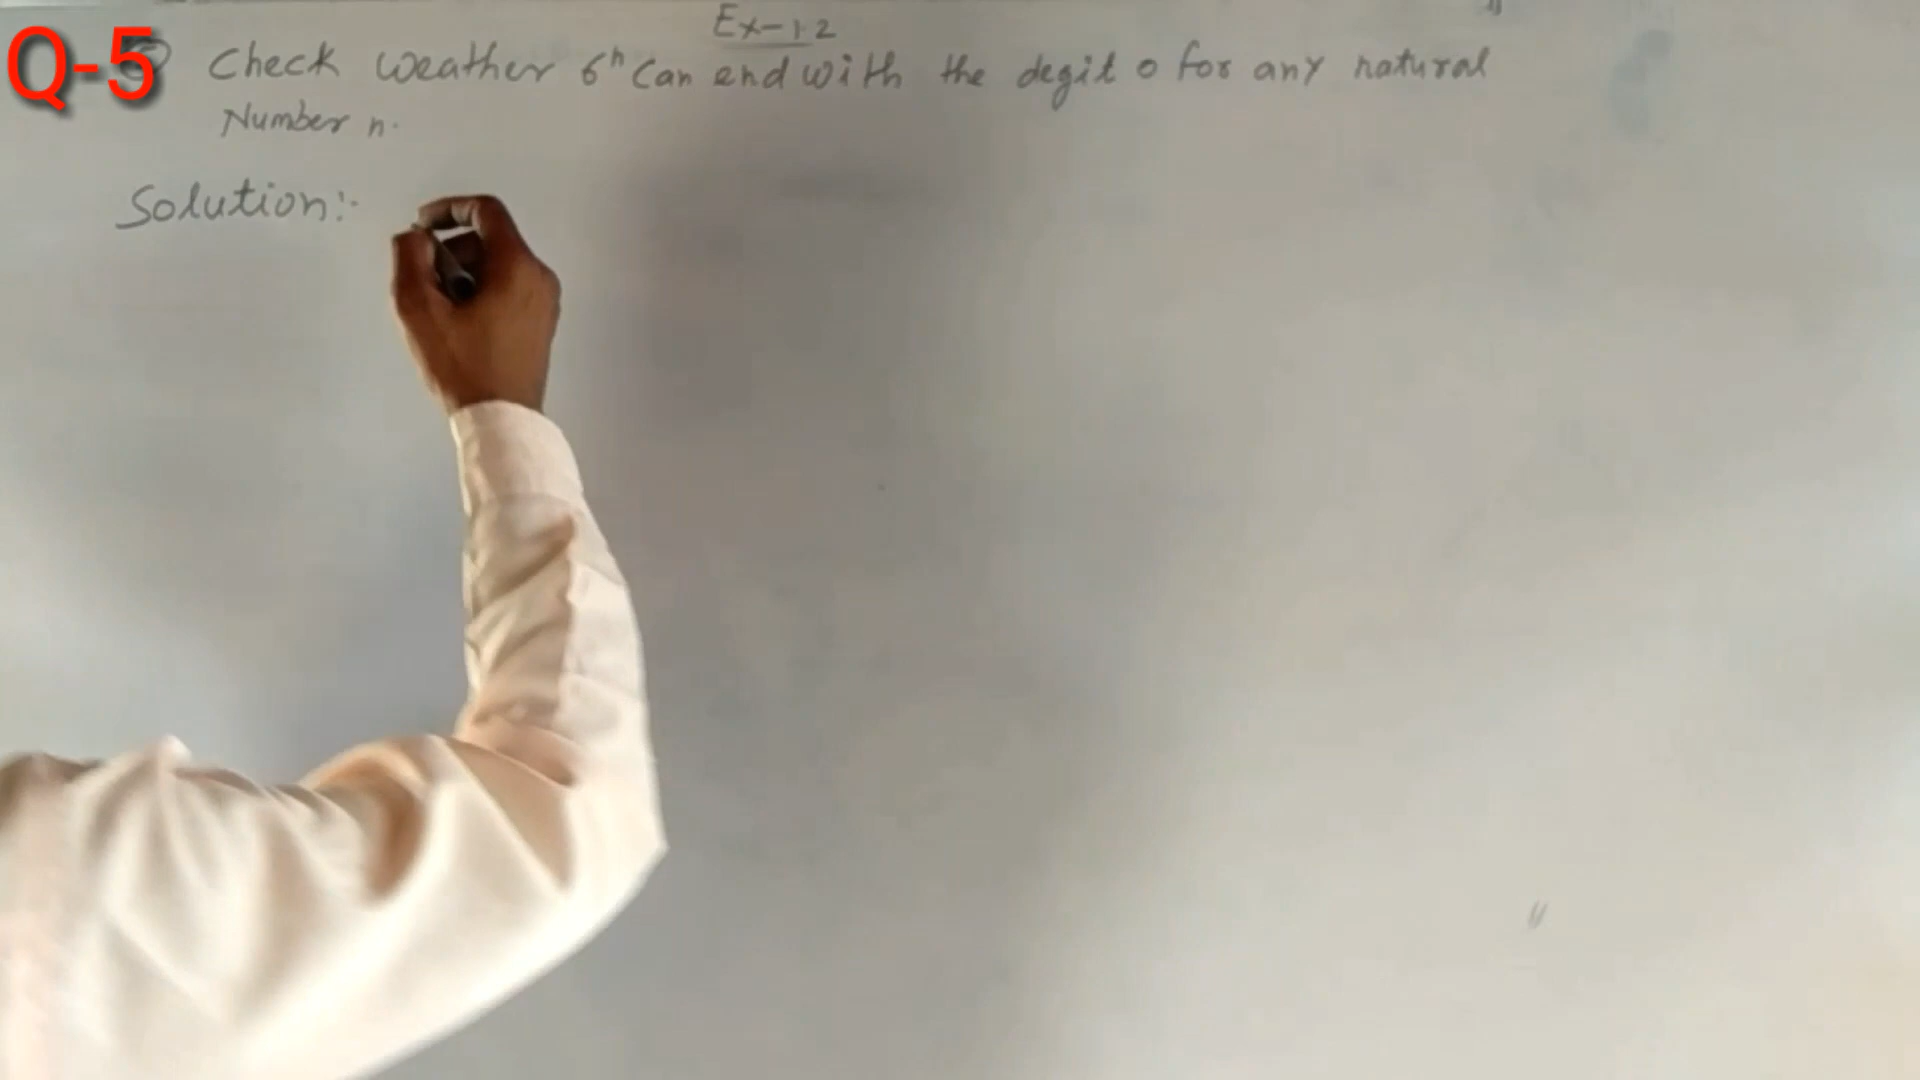 Ex-1.2
Q-5 Check weather 6ⁿ Can end with the degit 0 for any natural
Number n.
Solution:-